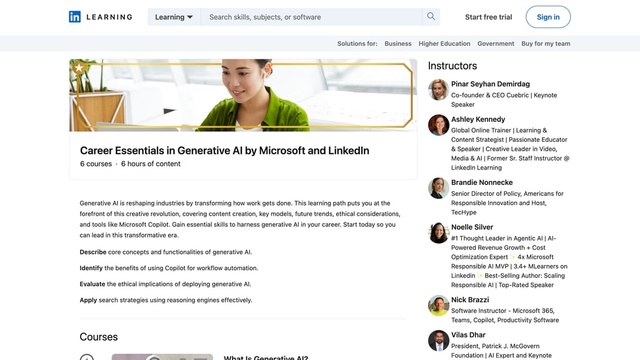 in LEARNING
Learning
Search skills, subjects, or software
Start free trial
Sign in
Solutions for:
Business
Higher Education
Government
Buy for my team
Career Essentials in Generative AI by Microsoft and LinkedIn
6 courses · 6 hours of content
Generative AI is reshaping industries by transforming how work gets done. This learning path puts you at the
forefront of this creative revolution, covering content creation, key models, future trends, ethical considerations,
and tools like Microsoft Copilot. Gain essential skills to harness generative AI in your career. Start today so you
can lead in this transformative era.
Describe core concepts and functionalities of generative AI.
Identify the benefits of using Copilot for workflow automation.
Evaluate the ethical implications of deploying generative AI.
Apply search strategies using reasoning engines effectively.
Courses
What Is Generative AI?
Instructors
Pinar Seyhan Demirdag
Co-founder & CEO Cuebric | Keynote
Speaker
Ashley Kennedy
Global Online Trainer | Learning &
Content Strategist | Passionate Educator
& Speaker | Creative Leader in Video,
Media & AI | Former Sr. Staff Instructor @
LinkedIn Learning
Brandie Nonnecke
Senior Director of Policy, Americans for
Responsible Innovation and Host,
TecHype
Noelle Silver
#1 Thought Leader in Agentic AI | AI-
Powered Revenue Growth + Cost
Optimization Expert ✨ 4x Microsoft
Responsible AI MVP | 3.4+ MLearners on
LinkedIn ✨ Best-Selling Author: Scaling
Responsible AI | Top-Rated Speaker
Nick Brazzi
Software Instructor - Microsoft 365,
Teams, Copilot, Productivity Software
Vilas Dhar
President, Patrick J. McGovern
Foundation | AI Expert and Keynote